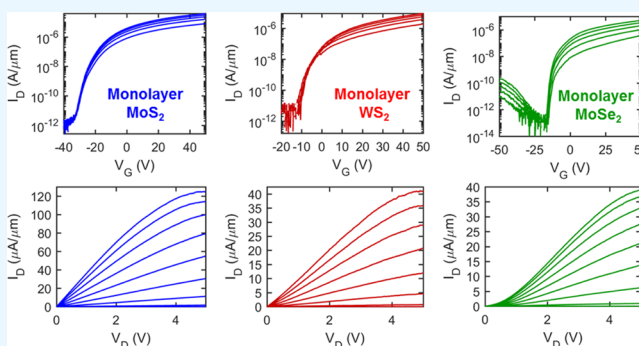 I_D (A/μm)
10^-6
10^-8
10^-10
10^-12
Monolayer
MoS2
-40 -20 0 20 40
V_G (V)
I_D (A/μm)
10^-6
10^-8
10^-10
10^-12
Monolayer
WS2
-20 -10 0 10 20 30 40 50
V_G (V)
I_D (A/μm)
10^-6
10^-8
10^-10
10^-12
10^-14
Monolayer
MoSe2
-50 -25 0 25 50
V_G (V)
I_D (μA/μm)
120
100
80
60
40
20
0
0 2 4
V_D (V)
I_D (μA/μm)
40
35
30
25
20
15
10
5
0
0 2 4
V_D (V)
I_D (μA/μm)
40
35
30
25
20
15
10
5
0
0 2 4
V_D (V)